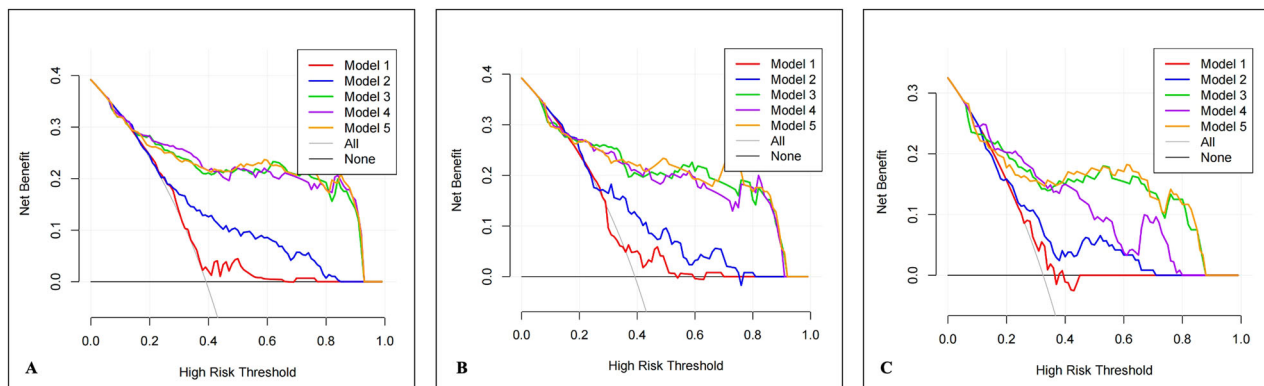 Model 1
Model 2
Model 3
Model 4
Model 5
All
None
Net Benefit
0.4
0.3
0.2
0.1
0.0
0.0 0.2 0.4 0.6 0.8 1.0
High Risk Threshold
A
Model 1
Model 2
Model 3
Model 4
Model 5
All
None
Net Benefit
0.4
0.3
0.2
0.1
0.0
0.0 0.2 0.4 0.6 0.8 1.0
High Risk Threshold
B
Model 1
Model 2
Model 3
Model 4
Model 5
All
None
Net Benefit
0.3
0.2
0.1
0.0
0.0 0.2 0.4 0.6 0.8 1.0
High Risk Threshold
C